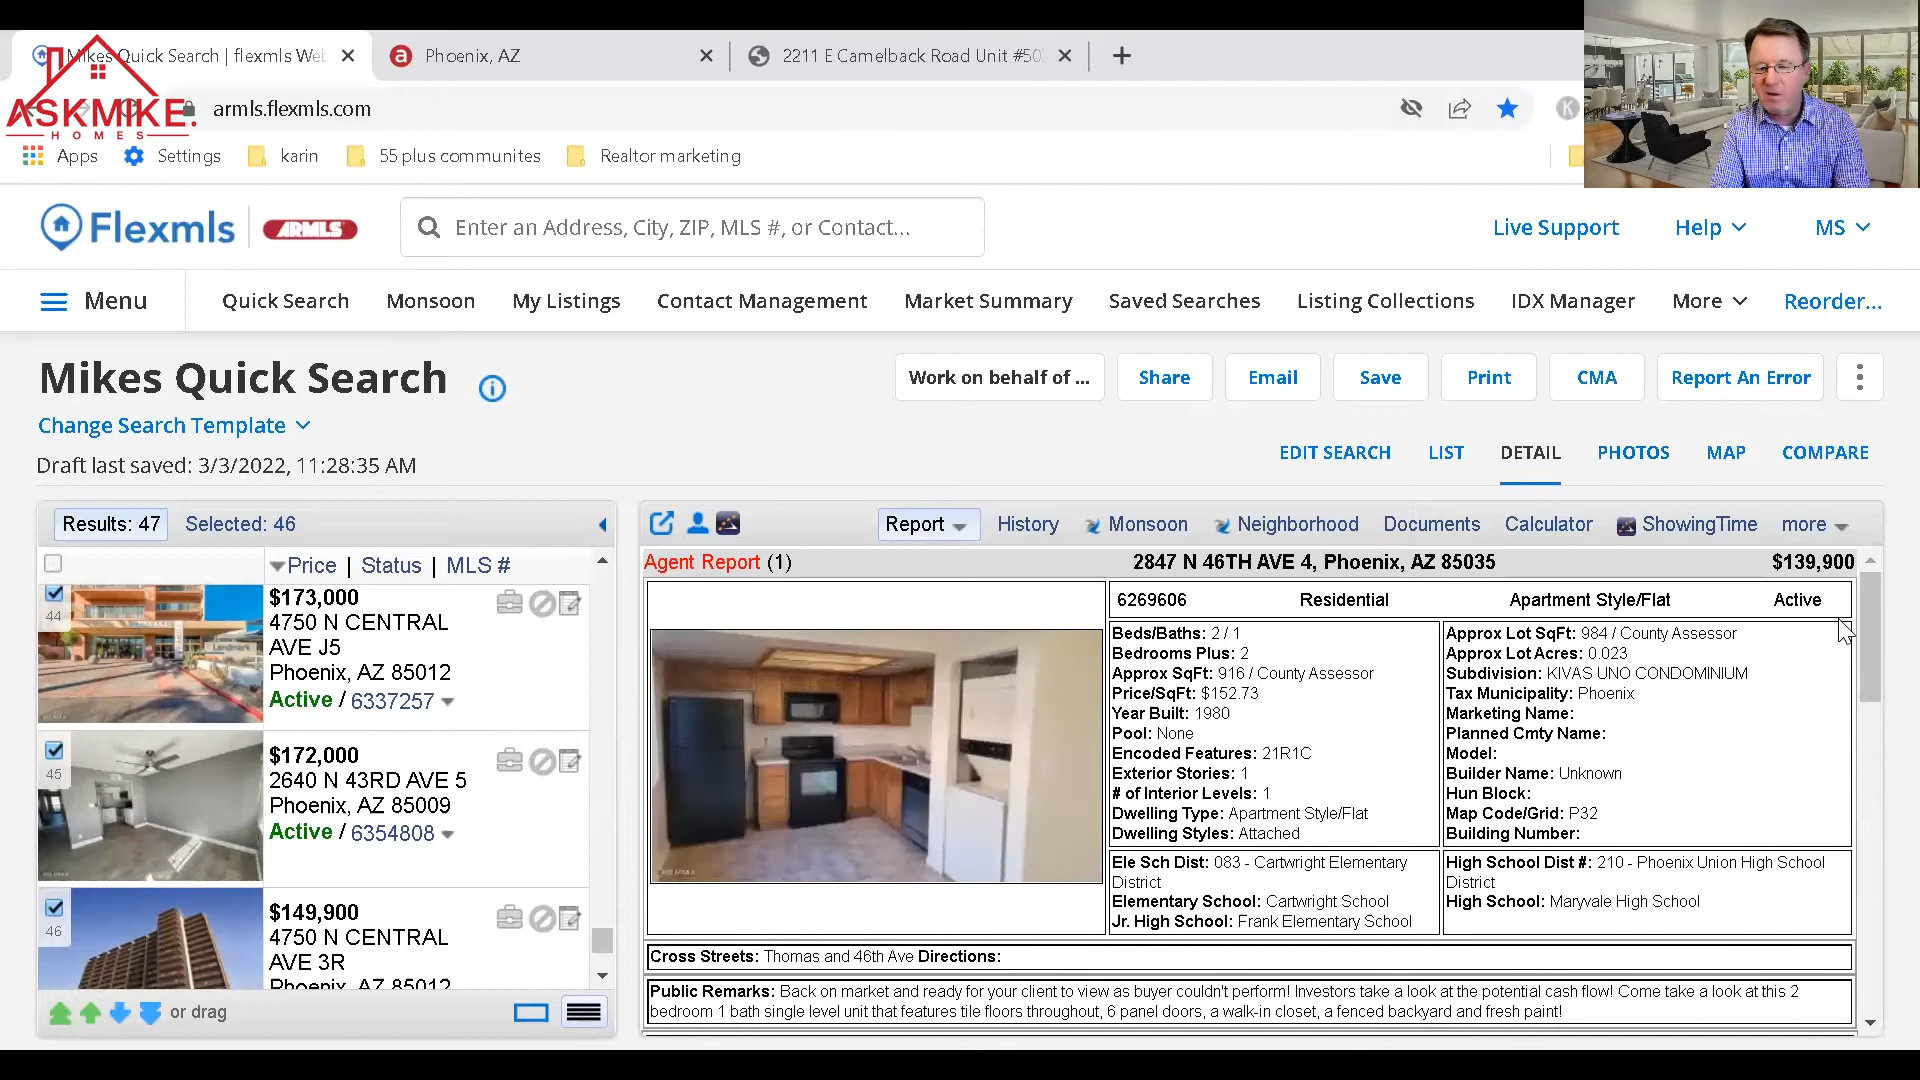 Mikes Quick Search | flexmls Web
Phoenix, AZ
2211 E Camelback Road Unit #50
ASKMIKE.
HOMES
armls.flexmls.com
K
Apps
Settings
karin
55 plus communites
Realtor marketing
Flexmls
ARMLS
Enter an Address, City, ZIP, MLS #, or Contact...
Live Support
Help
MS
Menu
Quick Search
Monsoon
My Listings
Contact Management
Market Summary
Saved Searches
Listing Collections
IDX Manager
More
Reorder...
Mikes Quick Search
Work on behalf of ...
Share
Email
Save
Print
CMA
Report An Error
Change Search Template
Draft last saved: 3/3/2022, 11:28:35 AM
EDIT SEARCH
LIST
DETAIL
PHOTOS
MAP
COMPARE
Results: 47
Selected: 46
Price | Status | MLS #
44
$173,000
4750 N CENTRAL
AVE J5
Phoenix, AZ 85012
Active / 6337257
Landmark
45
$172,000
2640 N 43RD AVE 5
Phoenix, AZ 85009
Active / 6354808
46
$149,900
4750 N CENTRAL
AVE 3R
Phoenix, AZ 85012
or drag
Report
History
Monsoon
Neighborhood
Documents
Calculator
ShowingTime
more
Agent Report (1)
2847 N 46TH AVE 4, Phoenix, AZ 85035
$139,900
6269606
Residential
Apartment Style/Flat
Active
Beds/Baths: 2 / 1
Bedrooms Plus: 2
Approx SqFt: 916 / County Assessor
Price/SqFt: $152.73
Year Built: 1980
Pool: None
Encoded Features: 21R1C
Exterior Stories: 1
# of Interior Levels: 1
Dwelling Type: Apartment Style/Flat
Dwelling Styles: Attached
Approx Lot SqFt: 984 / County Assessor
Approx Lot Acres: 0.023
Subdivision: KIVAS UNO CONDOMINIUM
Tax Municipality: Phoenix
Marketing Name:
Planned Cmty Name:
Model:
Builder Name: Unknown
Hun Block:
Map Code/Grid: P32
Building Number:
Ele Sch Dist: 083 - Cartwright Elementary
District
Elementary School: Cartwright School
Jr. High School: Frank Elementary School
High School Dist #: 210 - Phoenix Union High School
District
High School: Maryvale High School
Cross Streets: Thomas and 46th Ave Directions:
Public Remarks: Back on market and ready for your client to view as buyer couldn't perform! Investors take a look at the potential cash flow! Come take a look at this 2
bedroom 1 bath single level unit that features tile floors throughout, 6 panel doors, a walk-in closet, a fenced backyard and fresh paint!